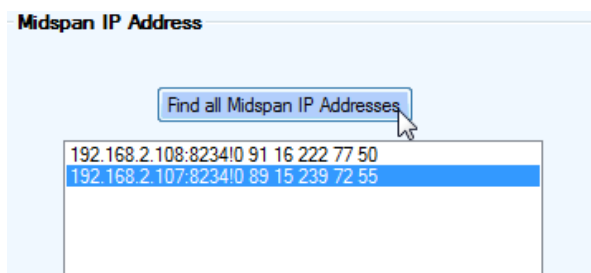 Midspan IP Address
Find all Midspan IP Addresses
192.168.2.108:8234!0 91 16 222 77 50
192.168.2.107:8234!0 89 15 239 72 55